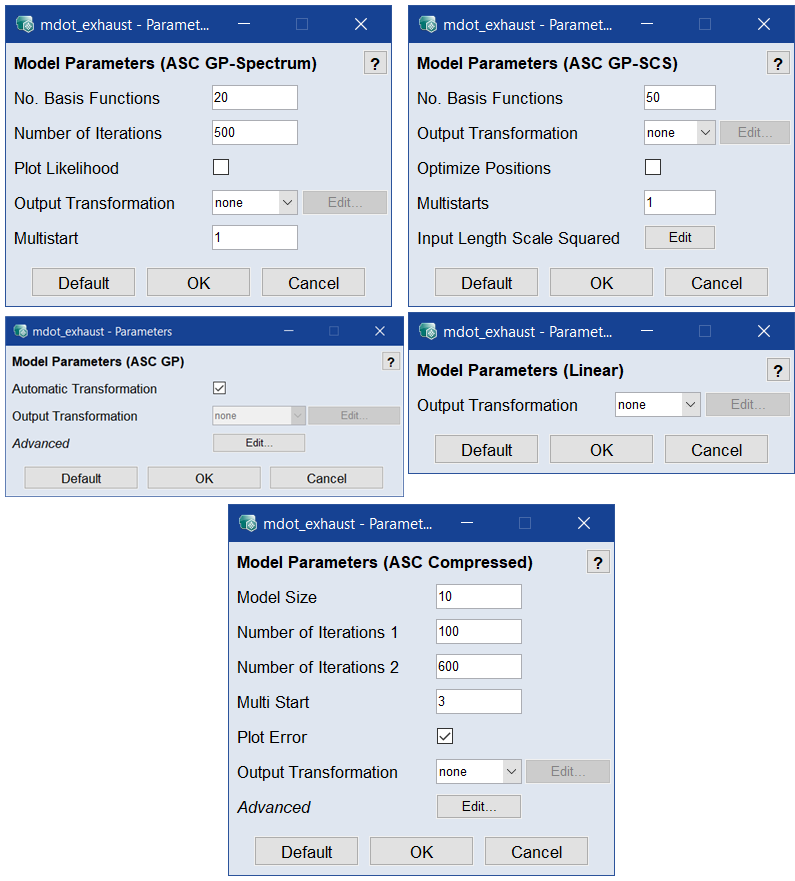 mdot_exhaust - Paramet...
Model Parameters (ASC GP-Spectrum) ?
No. Basis Functions 20
Number of Iterations 500
Plot Likelihood
Output Transformation none Edit...
Multistart 1
Default OK Cancel
mdot_exhaust - Paramet...
Model Parameters (ASC GP-SCS) ?
No. Basis Functions 50
Output Transformation none Edit...
Optimize Positions
Multistarts 1
Input Length Scale Squared Edit
Default OK Cancel
mdot_exhaust - Parameters
Model Parameters (ASC GP) ?
Automatic Transformation
Output Transformation none Edit...
Advanced Edit...
Default OK Cancel
mdot_exhaust - Paramet...
Model Parameters (Linear) ?
Output Transformation none Edit...
Default OK Cancel
mdot_exhaust - Paramet...
Model Parameters (ASC Compressed) ?
Model Size 10
Number of Iterations 1 100
Number of Iterations 2 600
Multi Start 3
Plot Error
Output Transformation none Edit...
Advanced Edit...
Default OK Cancel